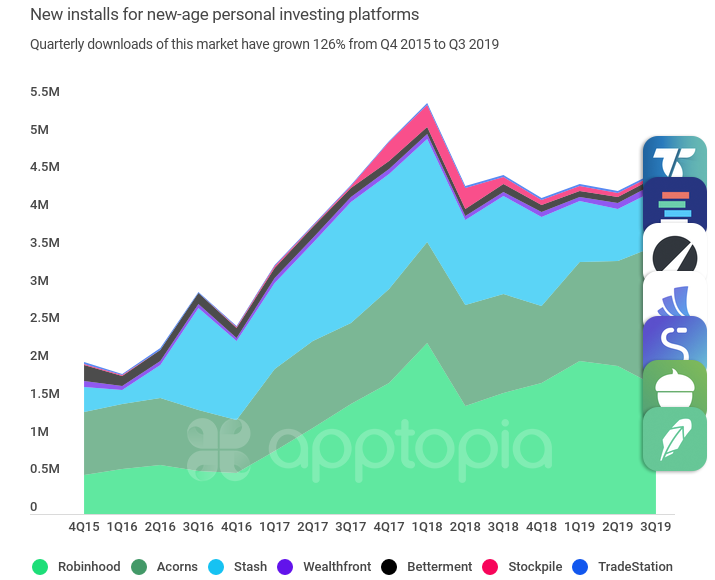 New installs for new-age personal investing platforms
Quarterly downloads of this market have grown 126% from Q4 2015 to Q3 2019
5.5M
5M
4.5M
4M
3.5M
3M
2.5M
2M
1.5M
1M
0.5M
0
apptopia
4Q15 1Q16 2Q16 3Q16 4Q16 1Q17 2Q17 3Q17 4Q17 1Q18 2Q18 3Q18 4Q18 1Q19 2Q19 3Q19
Robinhood Acorns Stash Wealthfront Betterment Stockpile TradeStation